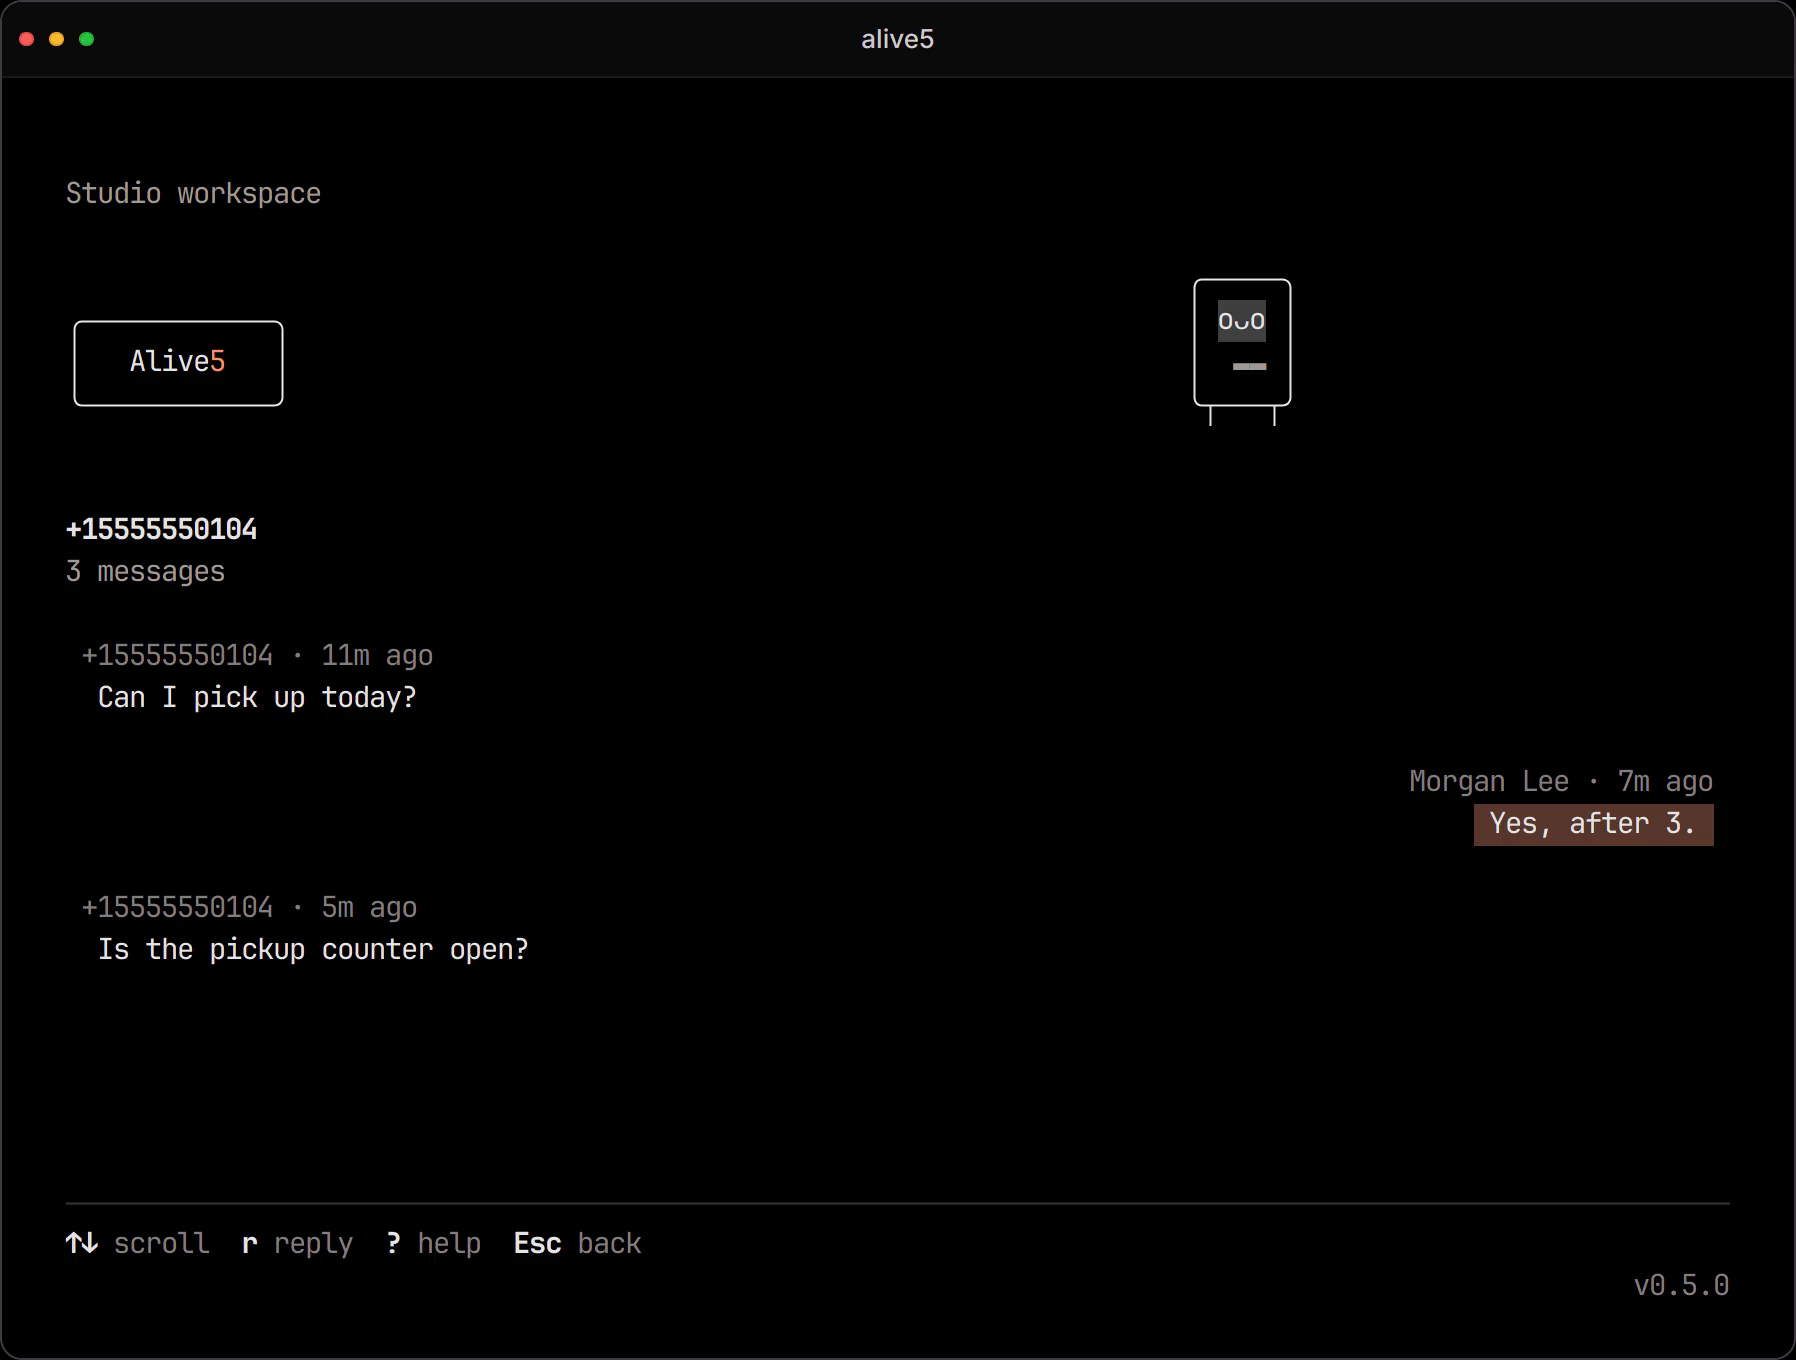 alive5
Studio workspace
Alive5
oᴗo
+15555550104
3 messages
+15555550104 · 11m ago
Can I pick up today?
Morgan Lee · 7m ago
Yes, after 3.
+15555550104 · 5m ago
Is the pickup counter open?
↑↓ scroll  r reply  ? help  Esc back
v0.5.0